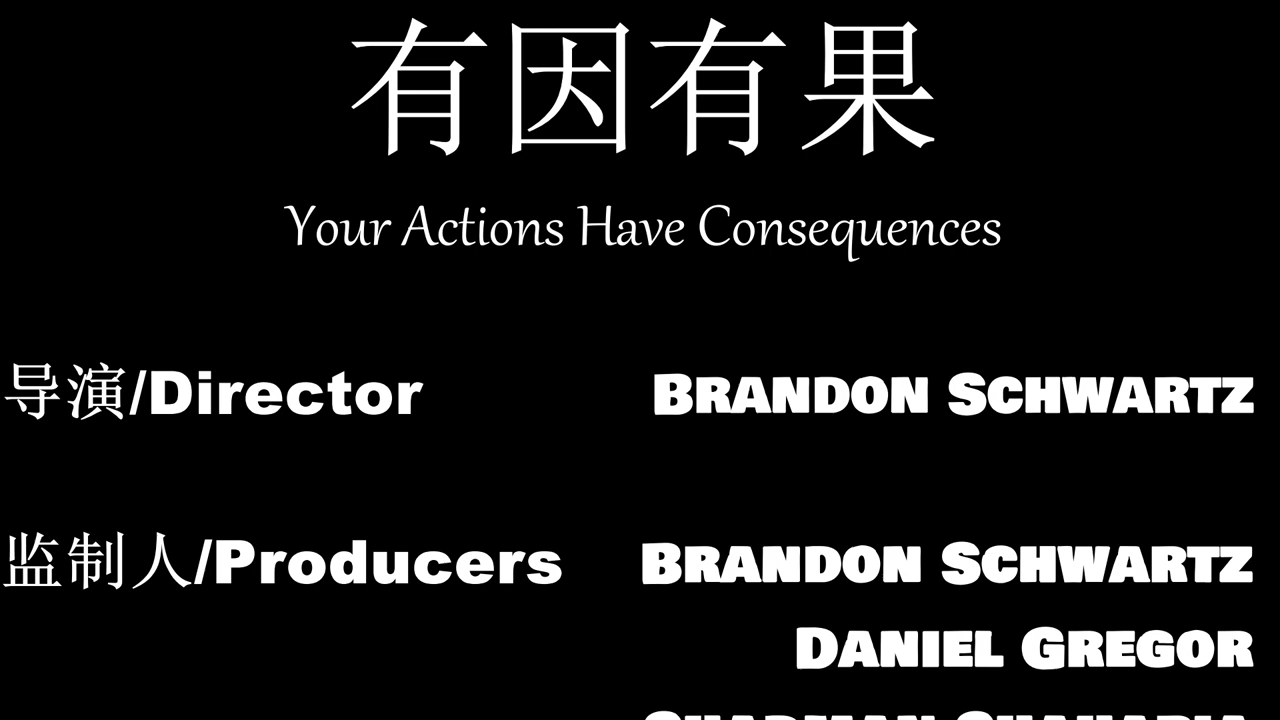 有因有果
Your Actions Have Consequences
导演/Director BRANDON SCHWARTZ
监制人/Producers BRANDON SCHWARTZ
DANIEL GREGOR